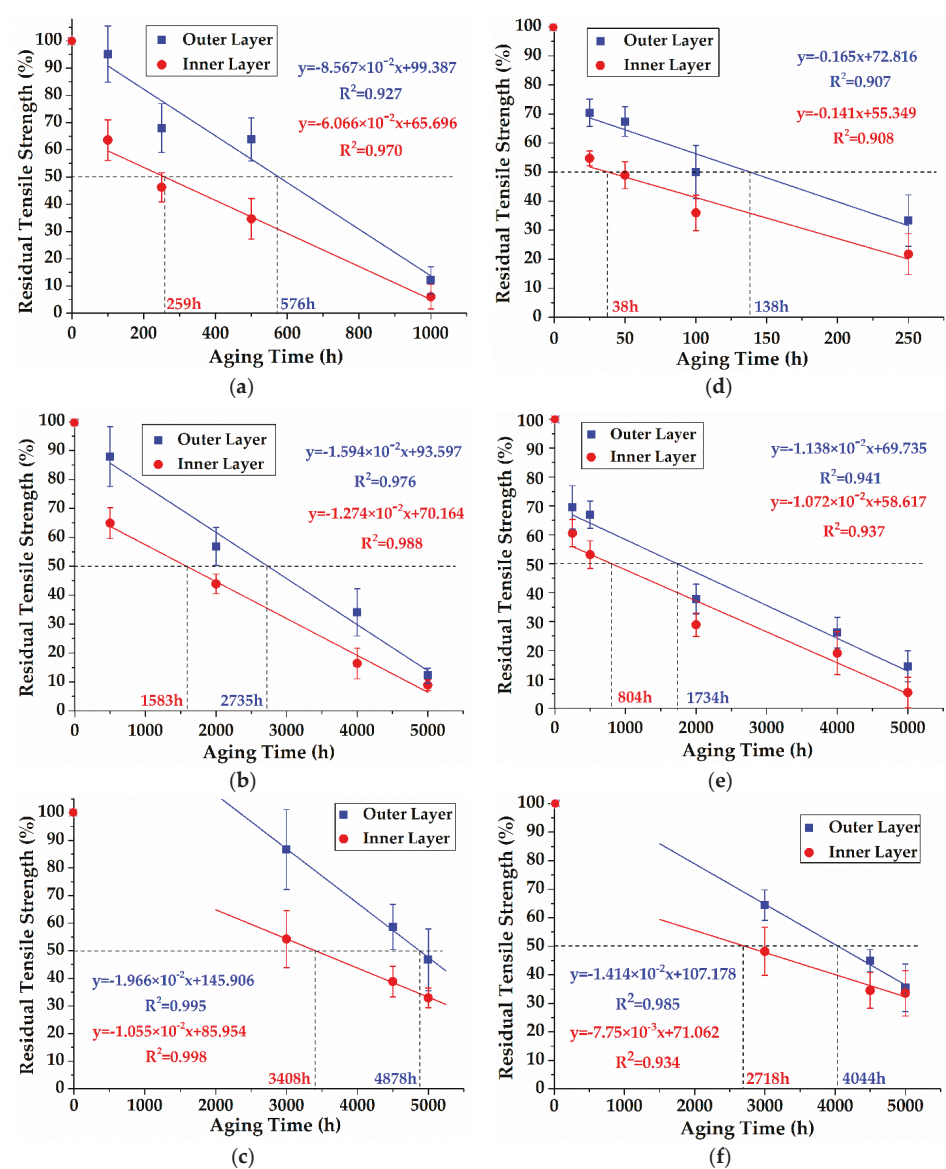 Outer Layer
Inner Layer
y=-8.567×10⁻²x+99.387
R²=0.927
y=-6.066×10⁻²x+65.696
R²=0.970
Residual Tensile Strength (%)
100
90
80
70
60
50
40
30
20
10
0
259h
576h
0 200 400 600 800 1000
Aging Time (h)
(a)
Outer Layer
Inner Layer
y=-0.165x+72.816
R²=0.907
y=-0.141x+55.349
R²=0.908
Residual Tensile Strength (%)
100
90
80
70
60
50
40
30
20
10
0
38h
138h
0 50 100 150 200 250
Aging Time (h)
(d)
Outer Layer
Inner Layer
y=-1.594×10⁻²x+93.597
R²=0.976
y=-1.274×10⁻²x+70.164
R²=0.988
Residual Tensile Strength (%)
100
90
80
70
60
50
40
30
20
10
0
1583h
2735h
0 1000 2000 3000 4000 5000
Aging Time (h)
(b)
Outer Layer
Inner Layer
y=-1.138×10⁻²x+69.735
R²=0.941
y=-1.072×10⁻²x+58.617
R²=0.937
Residual Tensile Strength (%)
100
90
80
70
60
50
40
30
20
10
0
804h
1734h
0 1000 2000 3000 4000 5000
Aging Time (h)
(e)
Outer Layer
Inner Layer
Residual Tensile Strength (%)
100
90
80
70
60
50
40
30
20
10
0
y=-1.966×10⁻²x+145.906
R²=0.995
y=-1.055×10⁻²x+85.954
R²=0.998
3408h
4878h
0 1000 2000 3000 4000 5000
Aging Time (h)
(c)
Outer Layer
Inner Layer
Residual Tensile Strength (%)
100
90
80
70
60
50
40
30
20
10
0
y=-1.414×10⁻²x+107.178
R²=0.985
y=-7.75×10⁻³x+71.062
R²=0.934
2718h
4044h
0 1000 2000 3000 4000 5000
Aging Time (h)
(f)